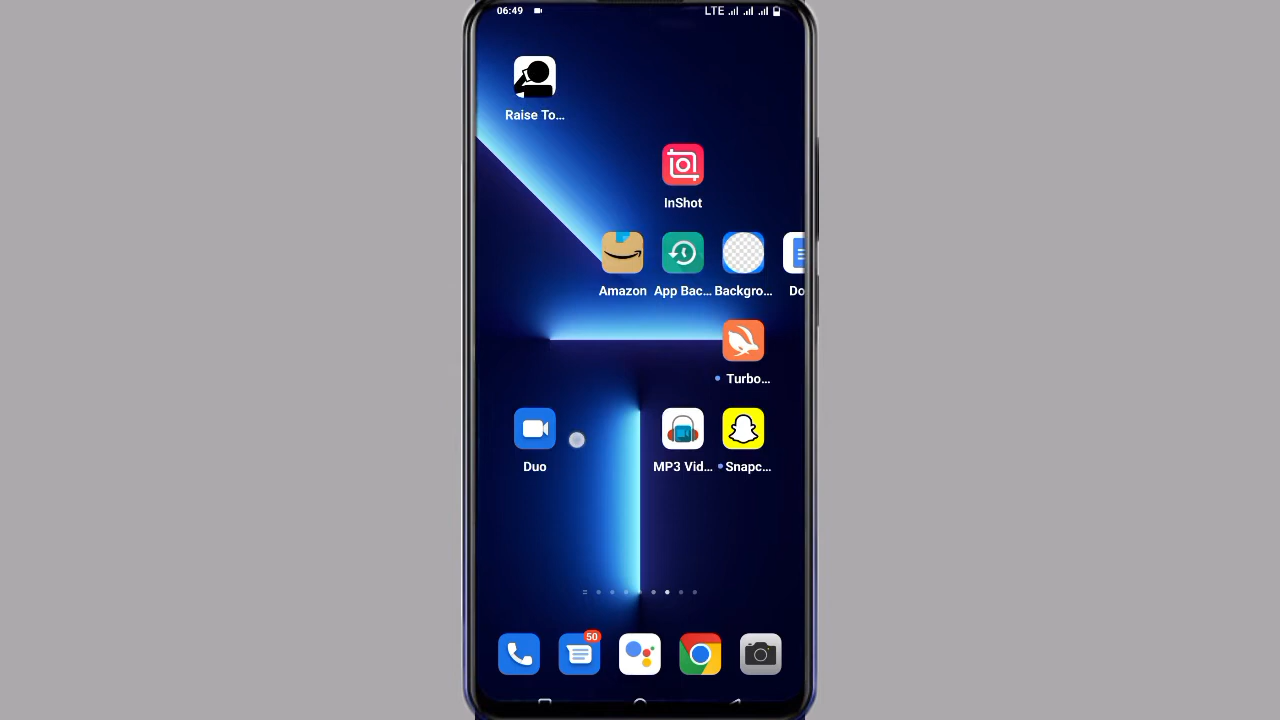 06:49 LTE
Raise To...
InShot
Amazon App Bac... Backgro... Do
Turbo...
Duo MP3 Vid... Snapc...
50